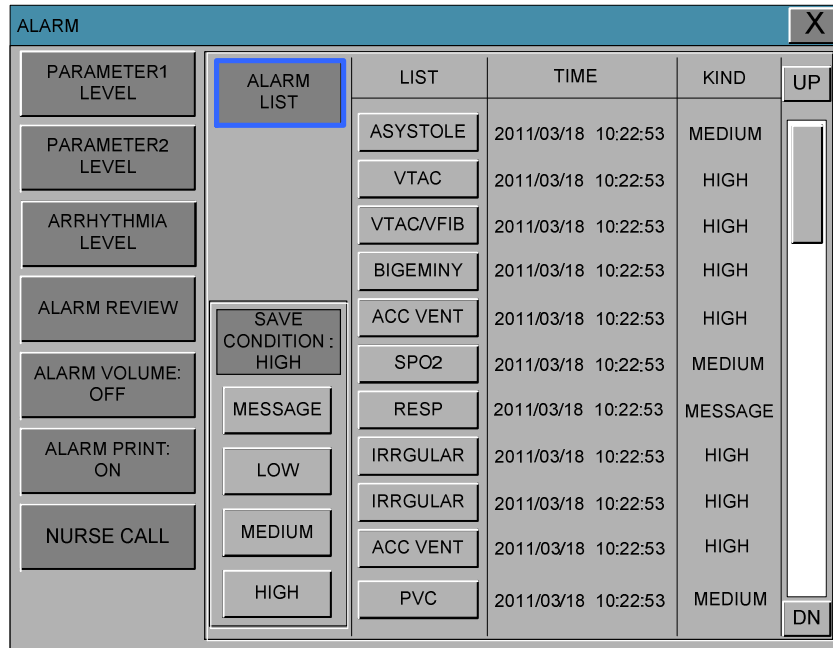 ALARM
X
PARAMETER1
LEVEL
PARAMETER2
LEVEL
ARRHYTHMIA
LEVEL
ALARM REVIEW
ALARM VOLUME:
OFF
ALARM PRINT:
ON
NURSE CALL
ALARM
LIST
SAVE
CONDITION :
HIGH
MESSAGE
LOW
MEDIUM
HIGH
LIST TIME KIND
UP
ASYSTOLE 2011/03/18 10:22:53 MEDIUM
VTAC 2011/03/18 10:22:53 HIGH
VTAC/VFIB 2011/03/18 10:22:53 HIGH
BIGEMINY 2011/03/18 10:22:53 HIGH
ACC VENT 2011/03/18 10:22:53 HIGH
SPO2 2011/03/18 10:22:53 MEDIUM
RESP 2011/03/18 10:22:53 MESSAGE
IRRGULAR 2011/03/18 10:22:53 HIGH
IRRGULAR 2011/03/18 10:22:53 HIGH
ACC VENT 2011/03/18 10:22:53 HIGH
PVC 2011/03/18 10:22:53 MEDIUM
DN